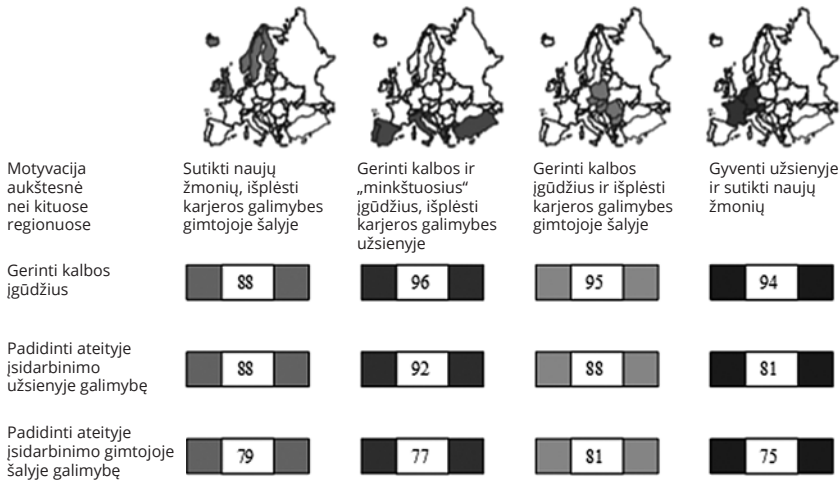 Motyvacija
aukštesnė
nei kituose
regionuose
Sutikti naujų
žmonių, išplėsti
karjeros galimybes
gimtojoje šalyje
Gerinti kalbos ir
„minkštuosius“
įgūdžius, išplėsti
karjeros galimybes
užsienyje
Gerinti kalbos
įgūdžius ir išplėsti
karjeros galimybes
gimtojoje šalyje
Gyventi užsienyje
ir sutikti naujų
žmonių
Gerinti kalbos
įgūdžius
88
96
95
94
Padidinti ateityje
įsidarbinimo
užsienyje galimybę
88
92
88
81
Padidinti ateityje
įsidarbinimo gimtojoje
šalyje galimybę
79
77
81
75